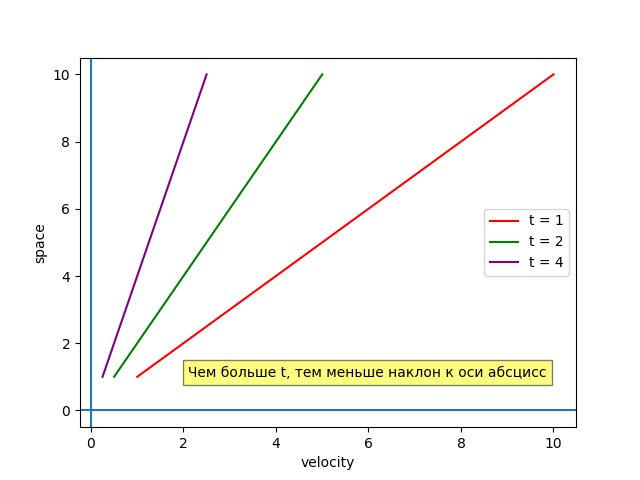 10
8
6
4
2
0
space
t = 1
t = 2
t = 4
Чем больше t, тем меньше наклон к оси абсцисс
0 2 4 6 8 10
velocity